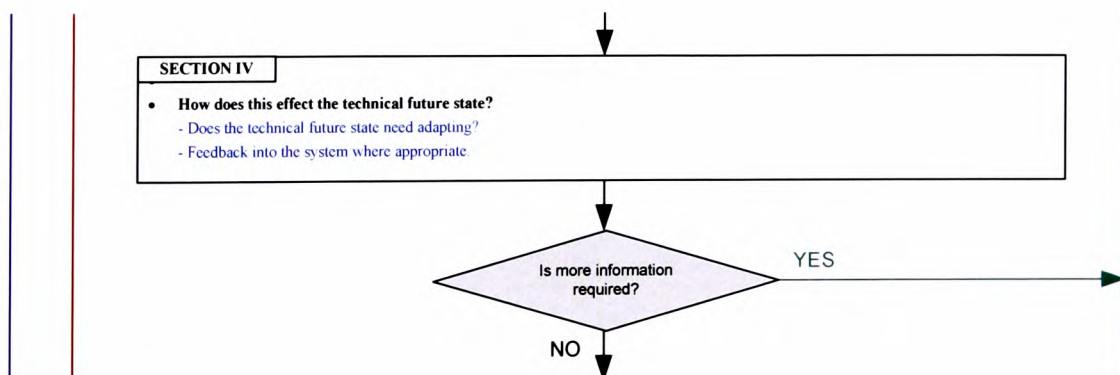 SECTION IV
• How does this effect the technical future state?
- Does the technical future state need adapting?
- Feedback into the system where appropriate.
Is more information
required?
YES
NO